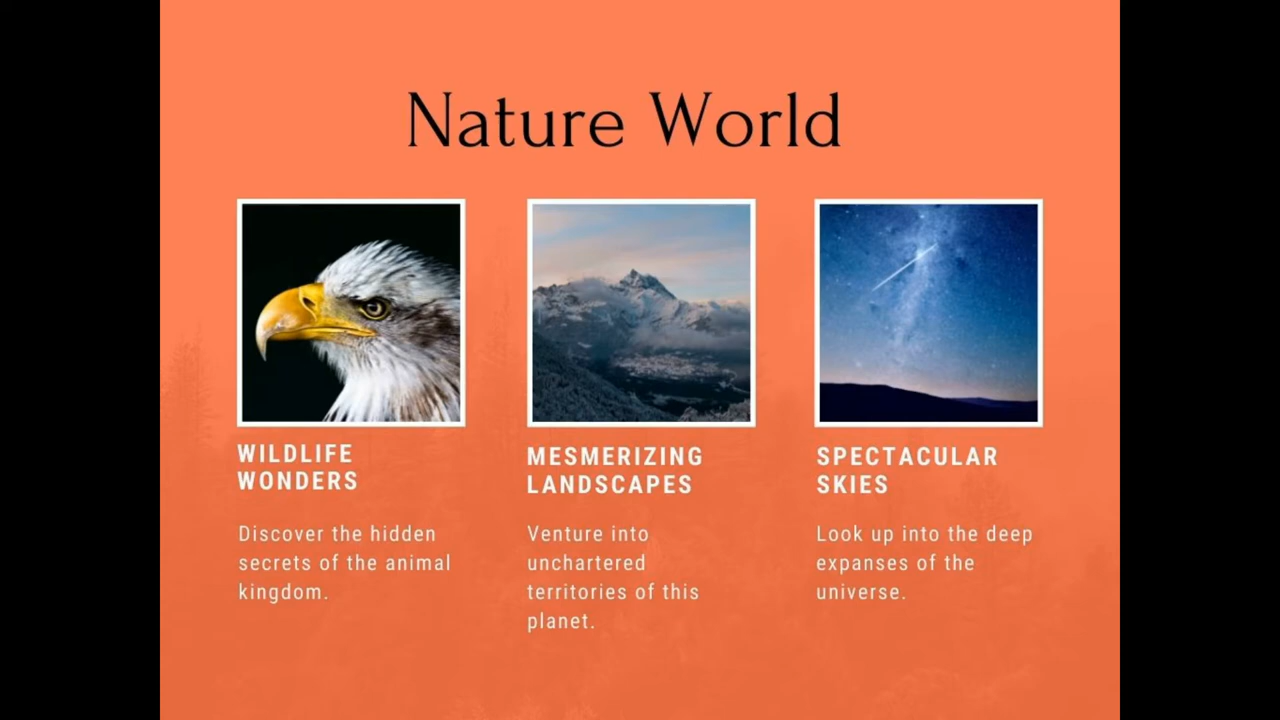 Nature World
WILDLIFE
WONDERS
Discover the hidden
secrets of the animal
kingdom.
MESMERIZING
LANDSCAPES
Venture into
unchartered
territories of this
planet.
SPECTACULAR
SKIES
Look up into the deep
expanses of the
universe.